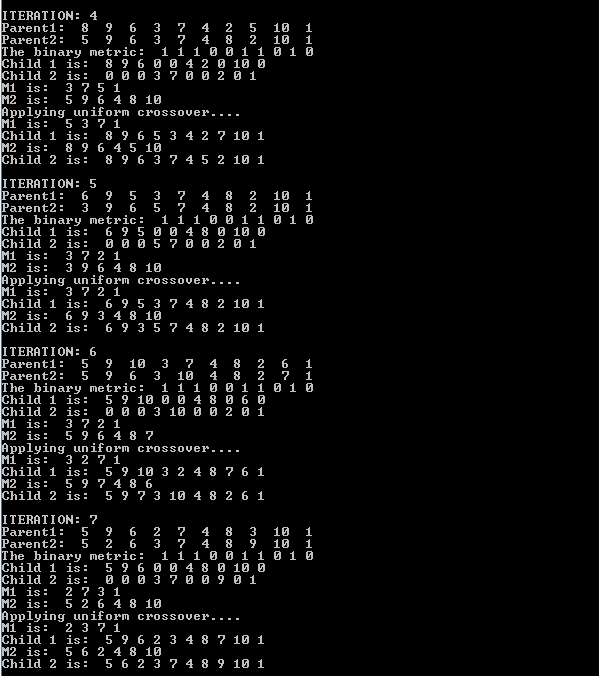 ITERATION: 4
Parent1: 8 9 6 3 7 4 2 5 10 1
Parent2: 5 9 6 3 7 4 8 2 10 1
The binary metric: 1 1 1 0 0 1 1 0 1 0
Child 1 is: 8 9 6 0 0 4 2 0 10 0
Child 2 is: 0 0 0 3 7 0 0 2 0 1
M1 is: 3 7 5 1
M2 is: 5 9 6 4 8 10
Applying uniform crossover....
M1 is: 5 3 7 1
Child 1 is: 8 9 6 5 3 4 2 7 10 1
M2 is: 8 9 6 4 5 10
Child 2 is: 8 9 6 3 7 4 5 2 10 1
ITERATION: 5
Parent1: 6 9 5 3 7 4 8 2 10 1
Parent2: 3 9 6 5 7 4 8 2 10 1
The binary metric: 1 1 1 0 0 1 1 0 1 0
Child 1 is: 6 9 5 0 0 4 8 0 10 0
Child 2 is: 0 0 0 5 7 0 0 2 0 1
M1 is: 3 7 2 1
M2 is: 3 9 6 4 8 10
Applying uniform crossover....
M1 is: 3 7 2 1
Child 1 is: 6 9 5 3 7 4 8 2 10 1
M2 is: 6 9 3 4 8 10
Child 2 is: 6 9 3 5 7 4 8 2 10 1
ITERATION: 6
Parent1: 5 9 10 3 7 4 8 2 6 1
Parent2: 5 9 6 3 10 4 8 2 7 1
The binary metric: 1 1 1 0 0 1 1 0 1 0
Child 1 is: 5 9 10 0 0 4 8 0 6 0
Child 2 is: 0 0 0 3 10 0 0 2 0 1
M1 is: 3 7 2 1
M2 is: 5 9 6 4 8 7
Applying uniform crossover....
M1 is: 3 2 7 1
Child 1 is: 5 9 10 3 2 4 8 7 6 1
M2 is: 5 9 7 4 8 6
Child 2 is: 5 9 7 3 10 4 8 2 6 1
ITERATION: 7
Parent1: 5 9 6 2 7 4 8 3 10 1
Parent2: 5 2 6 3 7 4 8 9 10 1
The binary metric: 1 1 1 0 0 1 1 0 1 0
Child 1 is: 5 9 6 0 0 4 8 0 10 0
Child 2 is: 0 0 0 3 7 0 0 9 0 1
M1 is: 2 7 3 1
M2 is: 5 2 6 4 8 10
Applying uniform crossover....
M1 is: 2 3 7 1
Child 1 is: 5 9 6 2 3 4 8 7 10 1
M2 is: 5 6 2 4 8 10
Child 2 is: 5 6 2 3 7 4 8 9 10 1